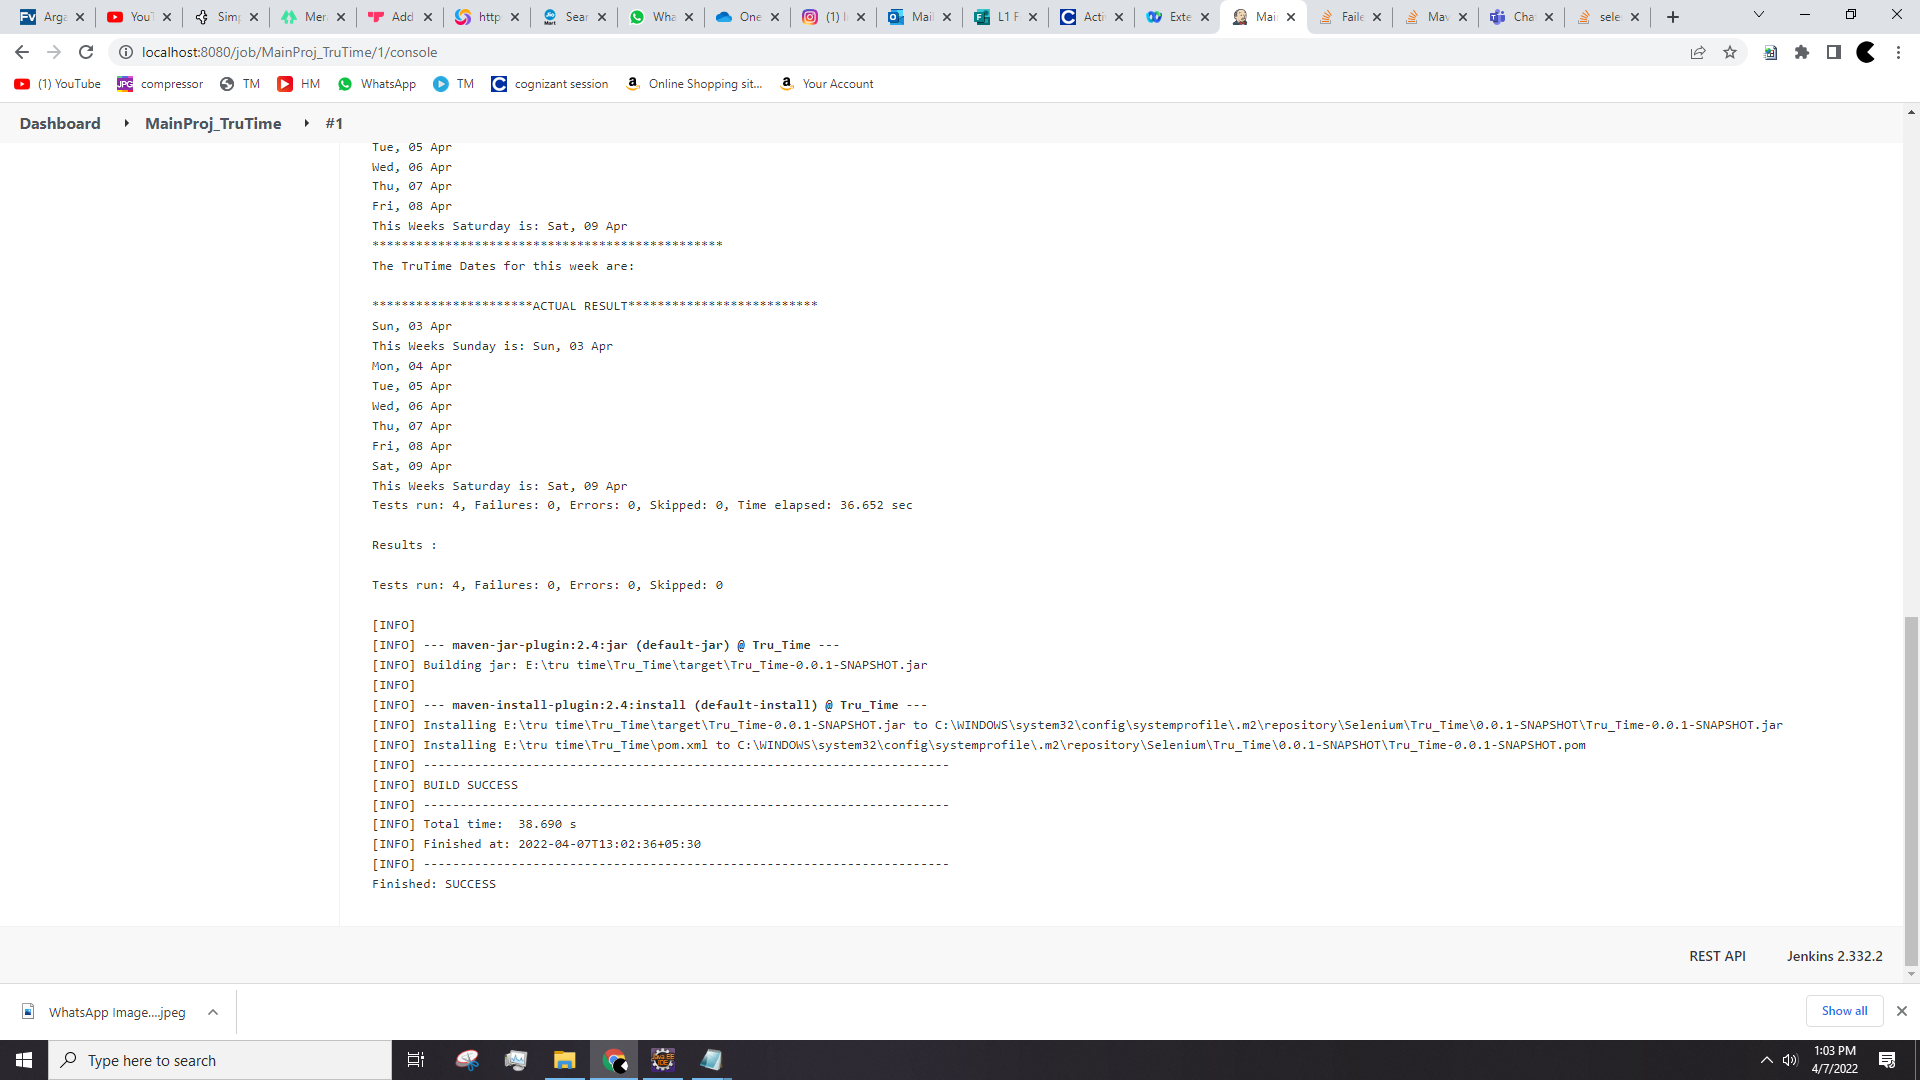 Arga
YouT
Simp
Mer
Add
http
Sear
Wha
One
(1) I
Mail
L1 F
Acti
Exte
Mai
Faile
Mav
Cha
sele
localhost:8080/job/MainProj_TruTime/1/console
(1) YouTube
compressor
TM
HM
WhatsApp
TM
cognizant session
Online Shopping sit...
Your Account
Dashboard
MainProj_TruTime
#1
Tue, 05 Apr
Wed, 06 Apr
Thu, 07 Apr
Fri, 08 Apr
This Weeks Saturday is: Sat, 09 Apr
************************************************
The TruTime Dates for this week are:
**********************ACTUAL RESULT**************************
Sun, 03 Apr
This Weeks Sunday is: Sun, 03 Apr
Mon, 04 Apr
Tue, 05 Apr
Wed, 06 Apr
Thu, 07 Apr
Fri, 08 Apr
Sat, 09 Apr
This Weeks Saturday is: Sat, 09 Apr
Tests run: 4, Failures: 0, Errors: 0, Skipped: 0, Time elapsed: 36.652 sec
Results :
Tests run: 4, Failures: 0, Errors: 0, Skipped: 0
[INFO]
[INFO] --- maven-jar-plugin:2.4:jar (default-jar) @ Tru_Time ---
[INFO] Building jar: E:\tru time\Tru_Time\target\Tru_Time-0.0.1-SNAPSHOT.jar
[INFO]
[INFO] --- maven-install-plugin:2.4:install (default-install) @ Tru_Time ---
[INFO] Installing E:\tru time\Tru_Time\target\Tru_Time-0.0.1-SNAPSHOT.jar to C:\WINDOWS\system32\config\systemprofile\.m2\repository\Selenium\Tru_Time\0.0.1-SNAPSHOT\Tru_Time-0.0.1-SNAPSHOT.jar
[INFO] Installing E:\tru time\Tru_Time\pom.xml to C:\WINDOWS\system32\config\systemprofile\.m2\repository\Selenium\Tru_Time\0.0.1-SNAPSHOT\Tru_Time-0.0.1-SNAPSHOT.pom
[INFO] ------------------------------------------------------------------------
[INFO] BUILD SUCCESS
[INFO] ------------------------------------------------------------------------
[INFO] Total time:  38.690 s
[INFO] Finished at: 2022-04-07T13:02:36+05:30
[INFO] ------------------------------------------------------------------------
Finished: SUCCESS
REST API
Jenkins 2.332.2
WhatsApp Image....jpeg
Show all
Type here to search
1:03 PM
4/7/2022